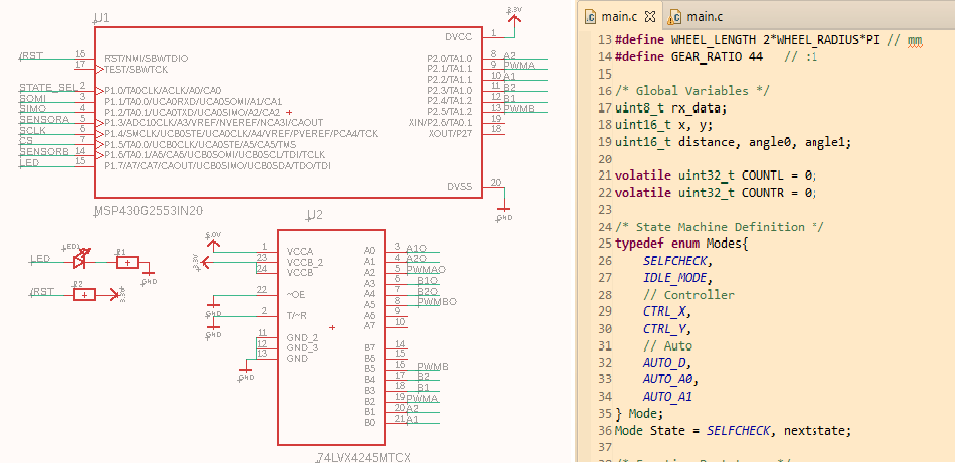 U1
3.3V
DVCC 1
/RST 16 RST/NMI/SBWTDIO
17 TEST/SBWTCK
STATE_SEL 2 P1.0/TA0CLK/ACLK/A0/CA0
SOMI 3 P1.1/TA0.0/UCA0RXD/UCA0SOMI/A1/CA1
SIMO 4 P1.2/TA0.1/UCA0TXD/UCA0SIMO/A2/CA2
SENSORA 5 P1.3/ADC10CLK/A3/VREF/NVEREF/NCA3/CAOUT
SCLK 6 P1.4/SMCLK/UCB0STE/UCA0CLK/A4/VREF/PVEREF/PCA4/TCK
CS 7 P1.5/TA0.0/UCB0CLK/UCA0STE/A5/CA5/TMS
SENSORB 14 P1.6/TA0.1/A6/CA6/UCB0SOMI/UCB0SCL/TDI/TCLK
LED 15 P1.7/A7/CA7/CAOUT/UCB0SIMO/UCB0SDA/TDO/TDI
P2.0/TA1.0 8 A2
P2.1/TA1.1 9 PWMA
P2.2/TA1.1 10 A1
P2.3/TA1.0 11 B2
P2.4/TA1.2 12 B1
P2.5/TA1.2 13 PWMB
XIN/P2.6/TA0.1 19
XOUT/P27 18
DVSS 20
GND
MSP430G2553IN20
U2
5.0V
3.3V
1 VCCA
23 VCCB_2
24 VCCB
22 ~OE
GND
2 T/~R
GND
11 GND_2
12 GND_3
13 GND
GND
A0 3 A1O
A1 4 A2O
A2 5 PWMAO
A3 6 B1O
A4 7 B2O
A5 8 PWMBO
A6 9
A7 10
B7 14
B6 15
B5 16 PWMB
B4 17 B2
B3 18 B1
B2 19 PWMA
B1 20 A2
B0 21 A1
74LVX4245MTCX
LED LED1 R1
GND
/RST R2 3.3V
main.c main.c
13 #define WHEEL_LENGTH 2*WHEEL_RADIUS*PI // mm
14 #define GEAR_RATIO 44 // :1
15
16 /* Global Variables */
17 uint8_t rx_data;
18 uint16_t x, y;
19 uint16_t distance, angle0, angle1;
20
21 volatile uint32_t COUNTL = 0;
22 volatile uint32_t COUNTR = 0;
23
24 /* State Machine Definition */
25 typedef enum Modes{
26 SELFCHECK,
27 IDLE_MODE,
28 // Controller
29 CTRL_X,
30 CTRL_Y,
31 // Auto
32 AUTO_D,
33 AUTO_A0,
34 AUTO_A1
35 } Mode;
36 Mode State = SELFCHECK, nextstate;
37